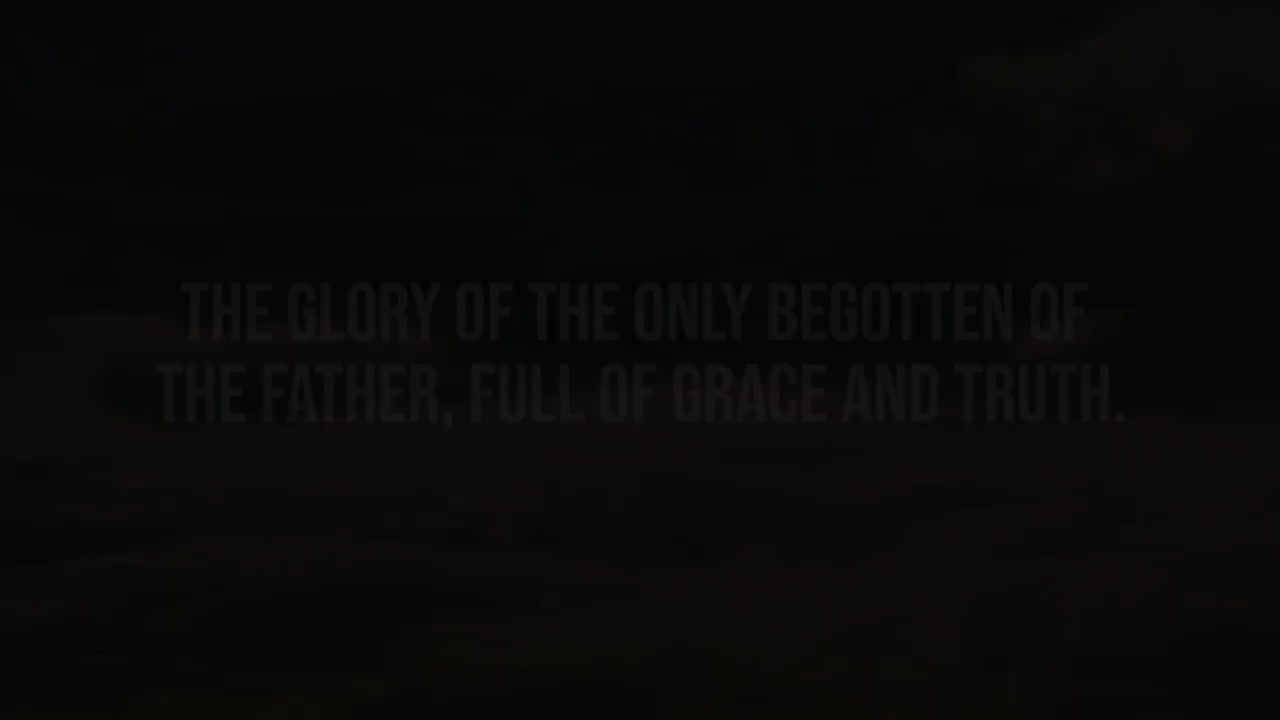 THE GLORY OF THE ONLY BEGOTTEN OF
THE FATHER, FULL OF GRACE AND TRUTH.